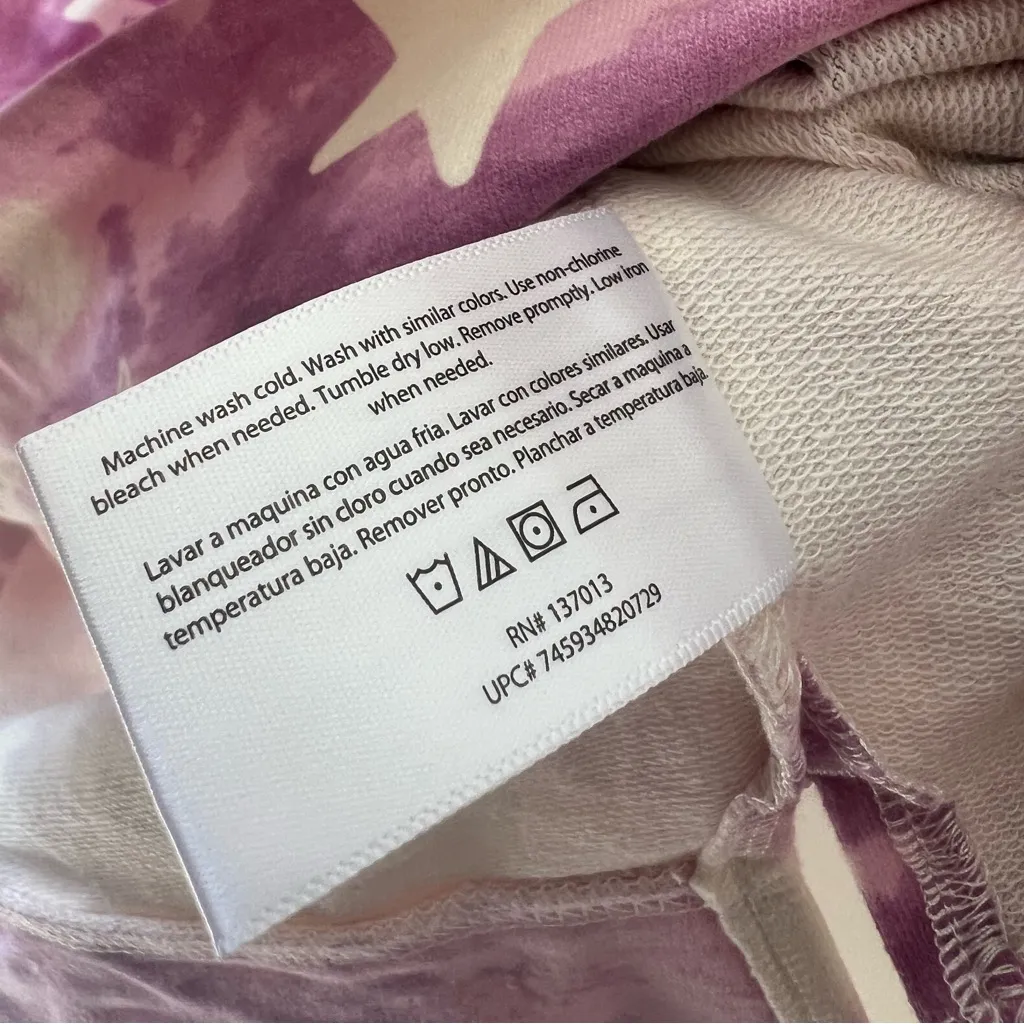 Machine wash cold. Wash with similar colors. Use non-chlorine
bleach when needed. Tumble dry low. Remove promptly. Low iron
when needed.
Lavar a maquina con agua fria. Lavar con colores similares. Usar
blanqueador sin cloro cuando sea necesario. Secar a maquina a
temperatura baja. Remover pronto. Planchar a temperatura baja.
RN# 137013
UPC# 745934820729